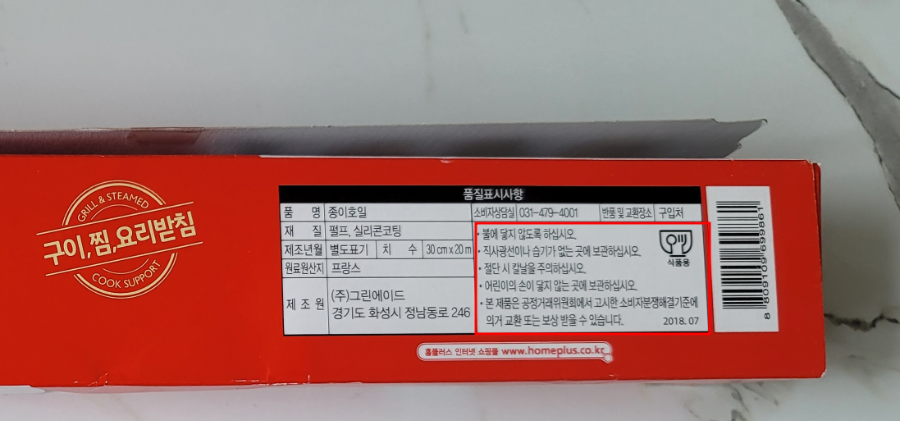 GRILL & STEAMED
구이,찜,요리받침
COOK SUPPORT
품질표시사항
품 명 종이호일 소비자상담실 031-479-4001 반품 및 교환장소 구입처
재 질 펄프, 실리콘코팅
제조년월 별도표기 치 수 30cm x 20m
원료원산지 프랑스
제 조 원 (주)그린에이드
경기도 화성시 정남동로 246
· 불에 닿지 않도록 하십시오.
· 직사광선이나 습기가 없는 곳에 보관하십시오.
· 절단 시 칼날을 주의하십시오.
· 어린이의 손이 닿지 않는 곳에 보관하십시오.
· 본 제품은 공정거래위원회에서 고시한 소비자분쟁해결기준에
의거 교환 또는 보상 받을 수 있습니다.
2018. 07
식품용
8 809109 699861
홈플러스 인터넷 쇼핑몰 www.homeplus.co.kr